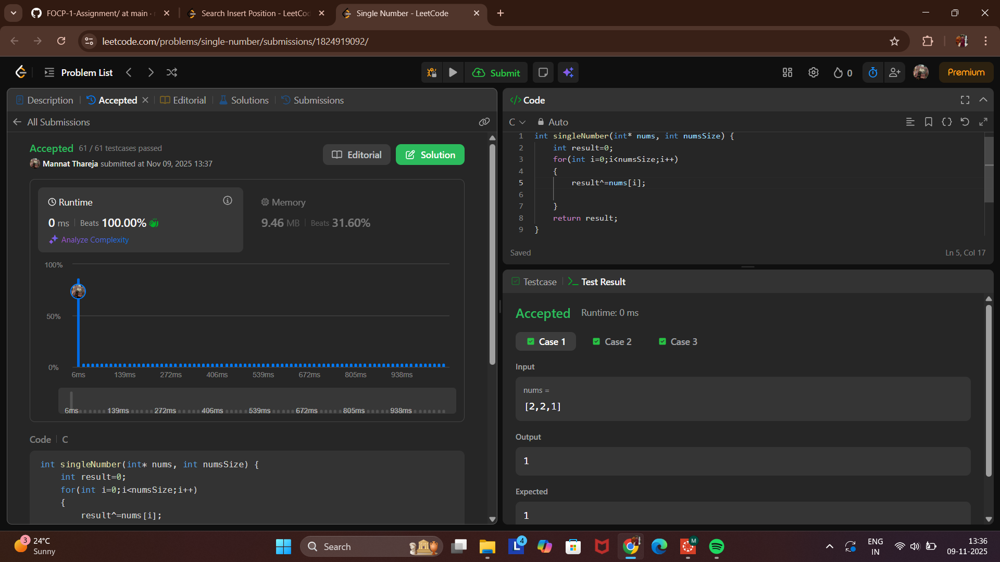 FOCP-1-Assignment/ at main ·
Search Insert Position - LeetCo
Single Number - LeetCode
leetcode.com/problems/single-number/submissions/1824919092/
Problem List
Submit
0
Premium
Description
Accepted
Editorial
Solutions
Submissions
All Submissions
Accepted 61 / 61 testcases passed
Mannat Thareja submitted at Nov 09, 2025 13:37
Editorial
Solution
Runtime
0 ms | Beats 100.00%
Analyze Complexity
Memory
9.46 MB | Beats 31.60%
100%
50%
0%
6ms 139ms 272ms 406ms 539ms 672ms 805ms 938ms
6ms 139ms 272ms 406ms 539ms 672ms 805ms 938ms
Code | C
int singleNumber(int* nums, int numsSize) {
    int result=0;
    for(int i=0;i<numsSize;i++)
    {
        result^=nums[i];
Code
C
Auto
1 int singleNumber(int* nums, int numsSize) {
2     int result=0;
3     for(int i=0;i<numsSize;i++)
4     {
5         result^=nums[i];
6
7     }
8     return result;
9 }
Saved
Ln 5, Col 17
Testcase
Test Result
Accepted Runtime: 0 ms
Case 1
Case 2
Case 3
Input
nums =
[2,2,1]
Output
1
Expected
1
3
24°C
Sunny
Search
L
4
M
ENG
IN
13:36
09-11-2025